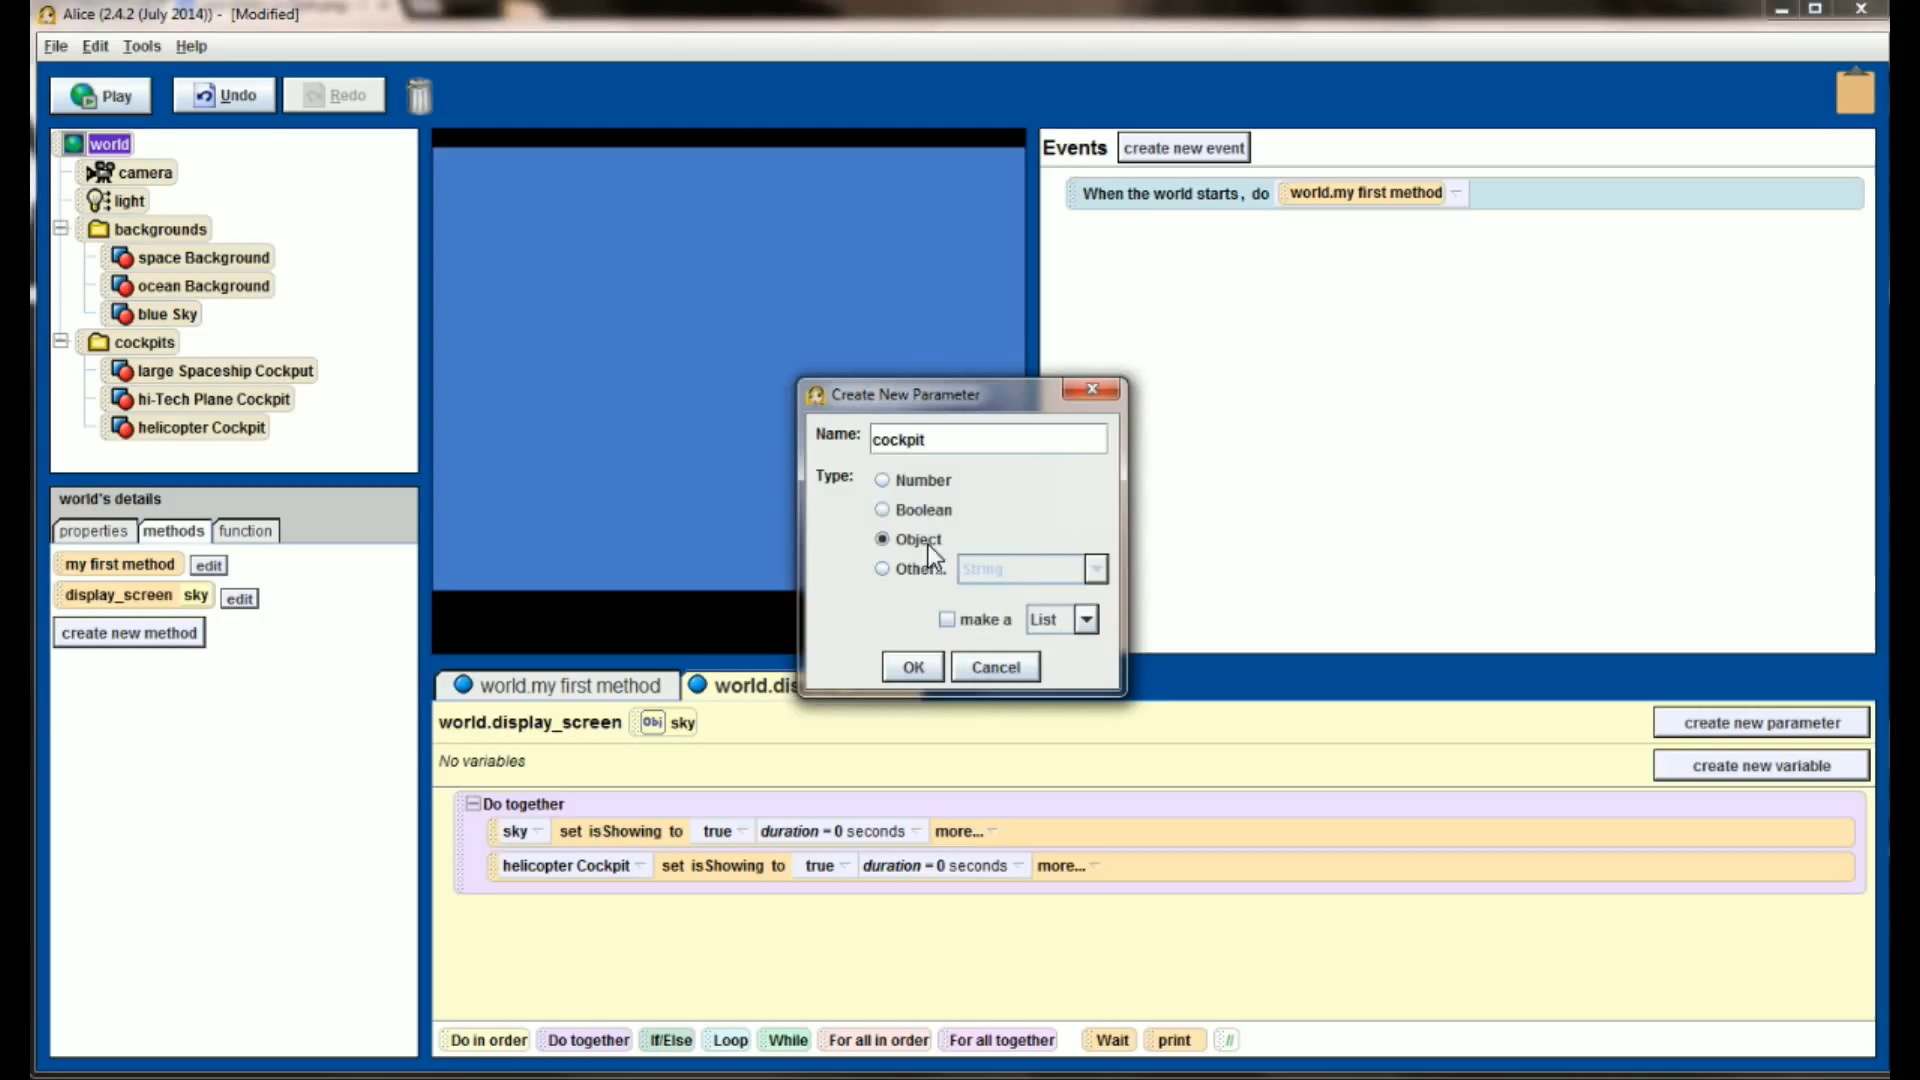 Alice (2.4.2 (July 2014)) - [Modified]
File Edit Tools Help
Play Undo Redo
world
camera
light
backgrounds
space Background
ocean Background
blue Sky
cockpits
large Spaceship Cockput
hi-Tech Plane Cockpit
helicopter Cockpit
Events create new event
When the world starts, do world.my first method
Create New Parameter
Name: cockpit
Type: Number
Boolean
Object
Other... String
make a List
OK Cancel
world's details
properties methods function
my first method edit
display_screen sky edit
create new method
world.my first method world.dis
world.display_screen Obj sky create new parameter
No variables create new variable
Do together
sky set isShowing to true duration = 0 seconds more...
helicopter Cockpit set isShowing to true duration = 0 seconds more...
Do in order Do together If/Else Loop While For all in order For all together Wait print //